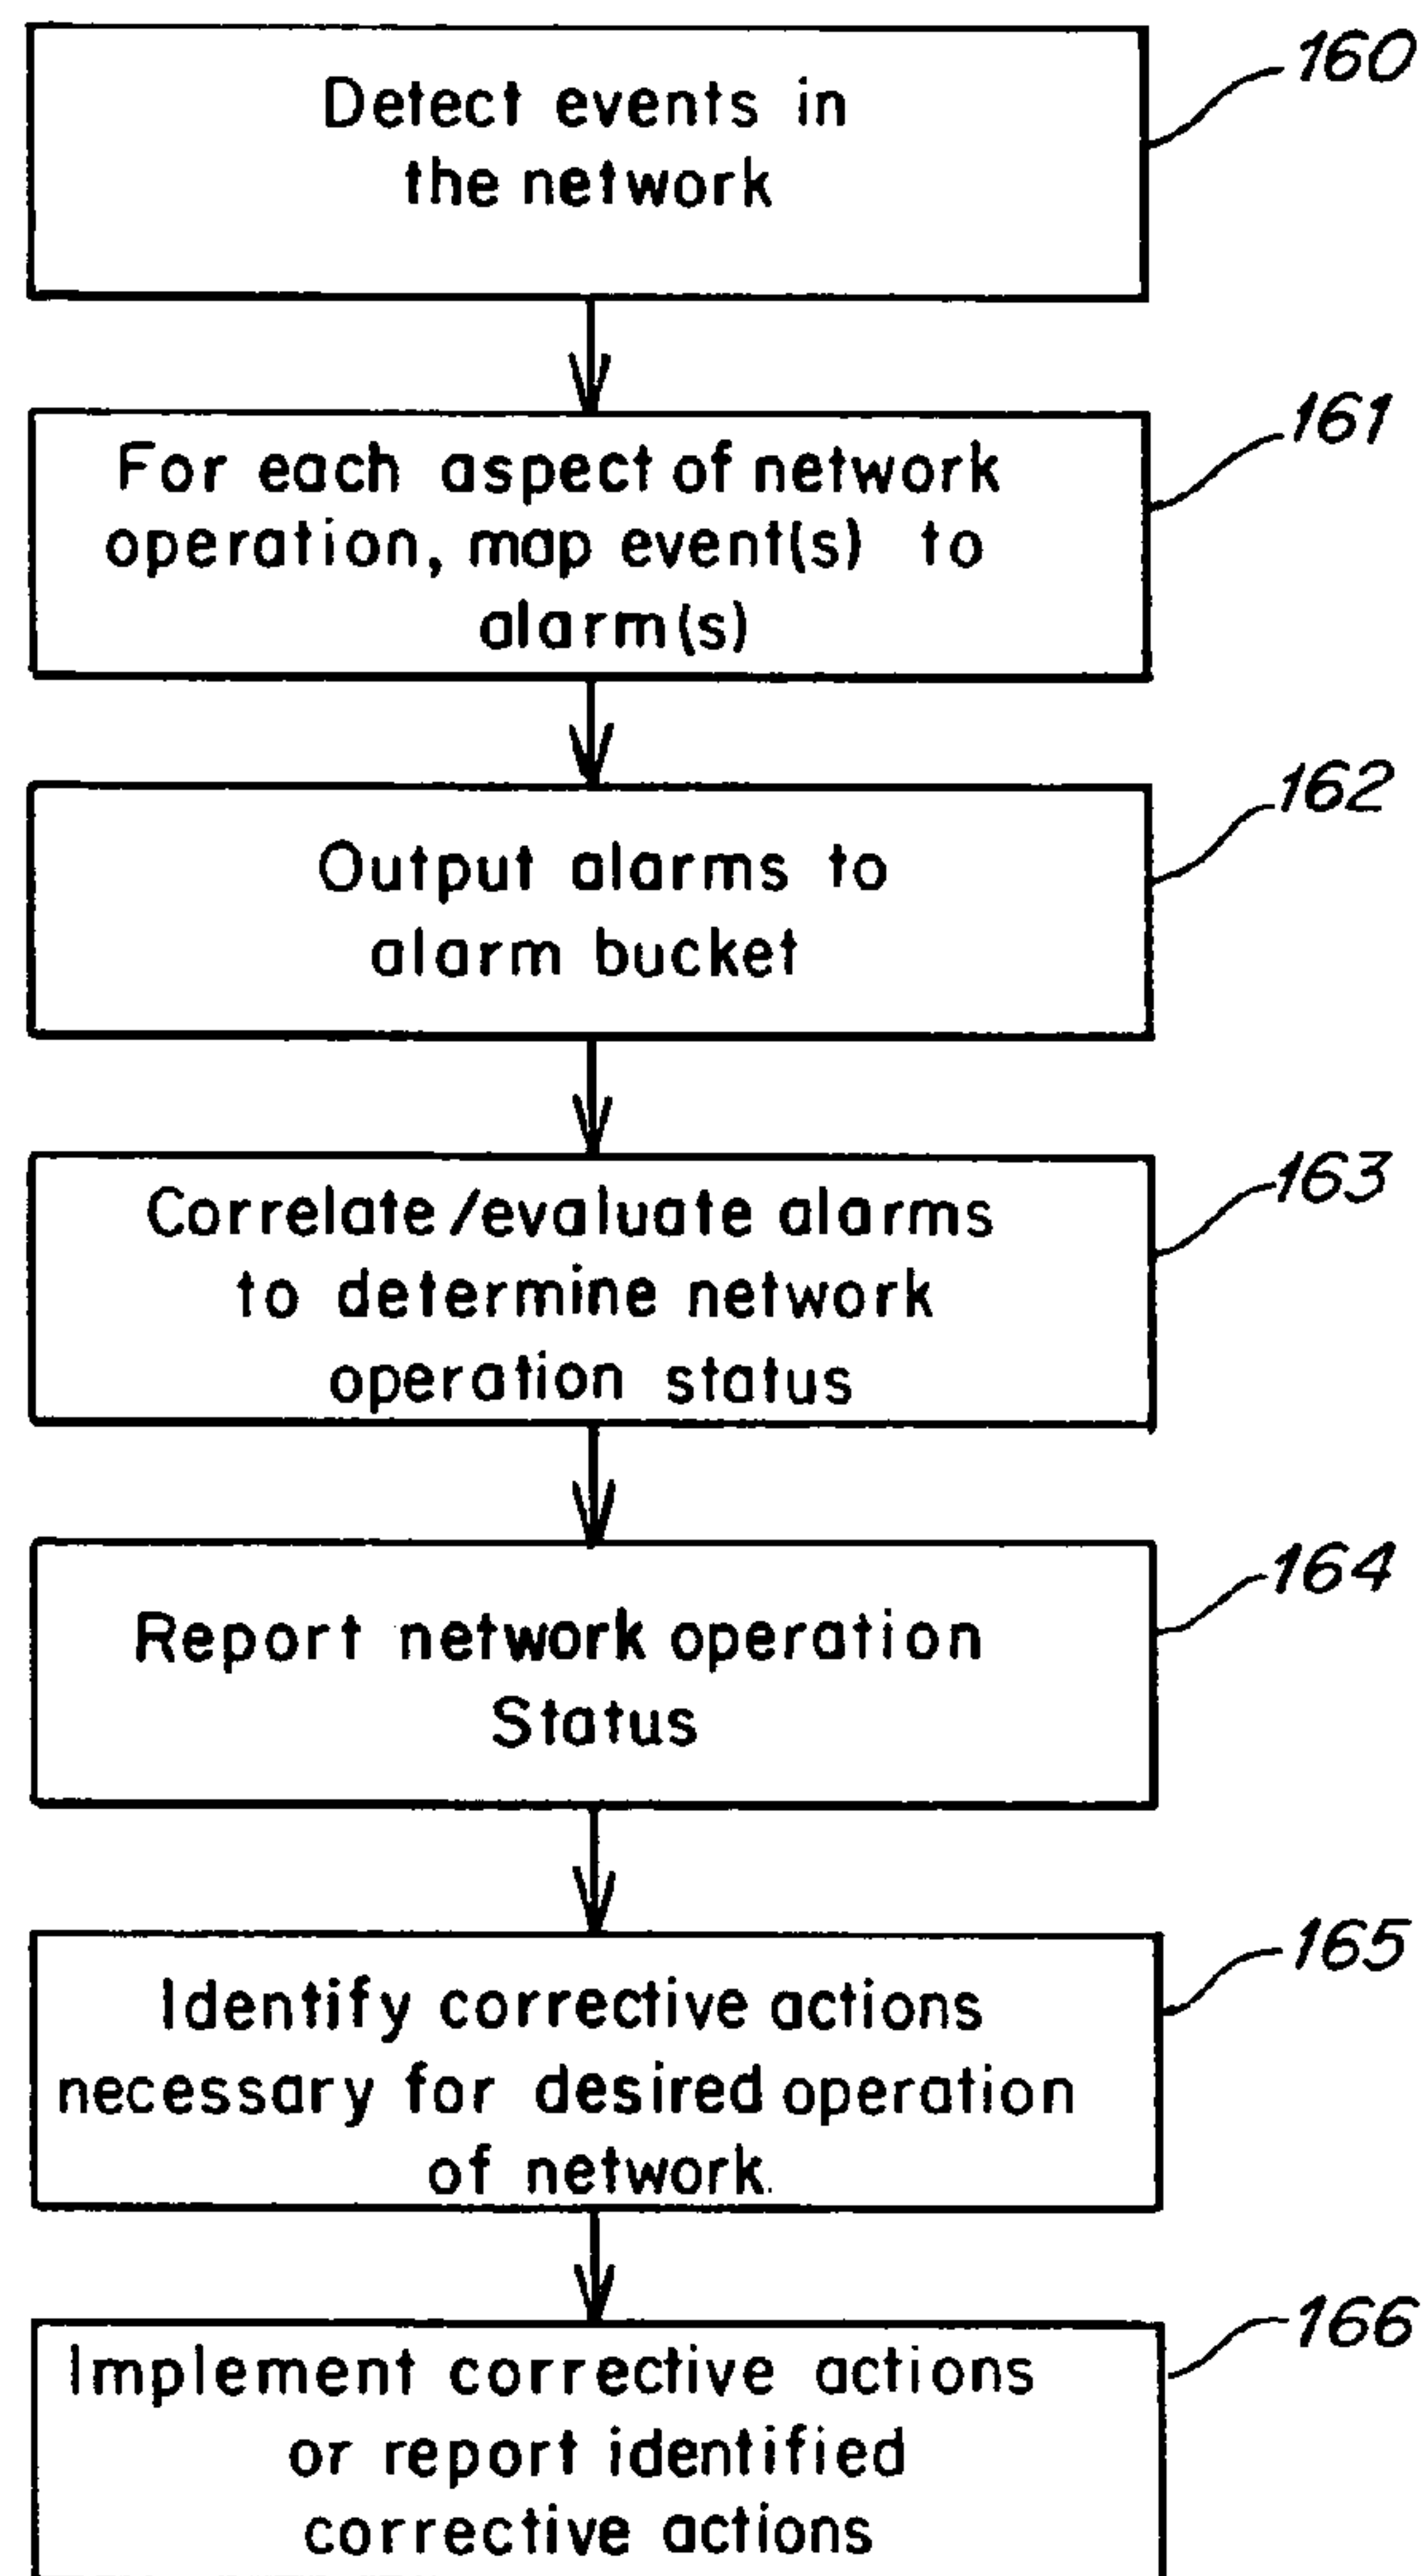 Detect events in
the network
160
For each aspect of network
operation, map event(s) to
alarm(s)
161
Output alarms to
alarm bucket
162
Correlate/evaluate alarms
to determine network
operation status
163
Report network operation
Status
164
Identify corrective actions
necessary for desired operation
of network.
165
Implement corrective actions
or report identified
corrective actions
166